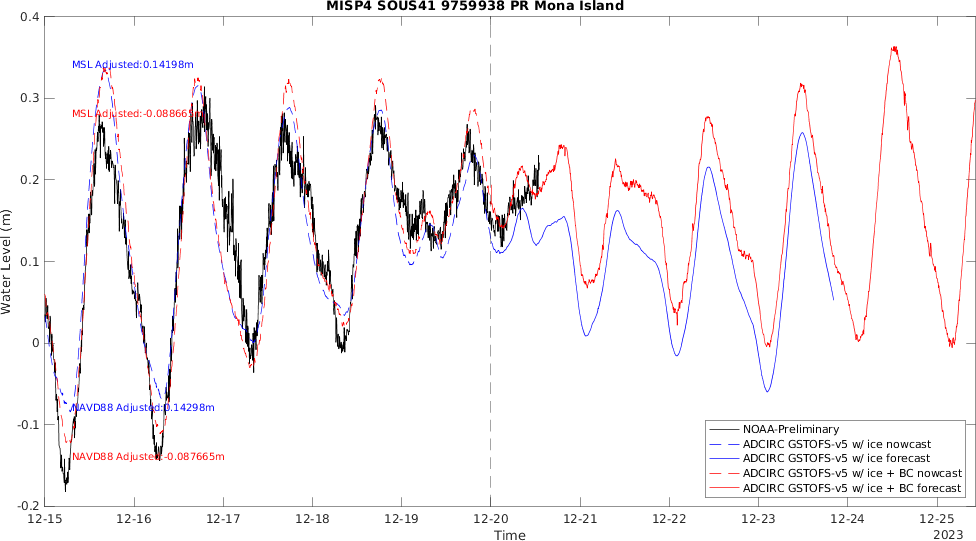 MISP4 SOUS41 9759938 PR Mona Island
0.4
0.3
0.2
0.1
0
-0.1
-0.2
Water Level (m)
MSL Adjusted:0.14198m
MSL Adjusted:-0.088665m
NAVD88 Adjusted:0.14298m
NAVD88 Adjusted:-0.087665m
NOAA-Preliminary
ADCIRC GSTOFS-v5 w/ ice nowcast
ADCIRC GSTOFS-v5 w/ ice forecast
ADCIRC GSTOFS-v5 w/ ice + BC nowcast
ADCIRC GSTOFS-v5 w/ ice + BC forecast
12-15 12-16 12-17 12-18 12-19 12-20 12-21 12-22 12-23 12-24 12-25
Time
2023